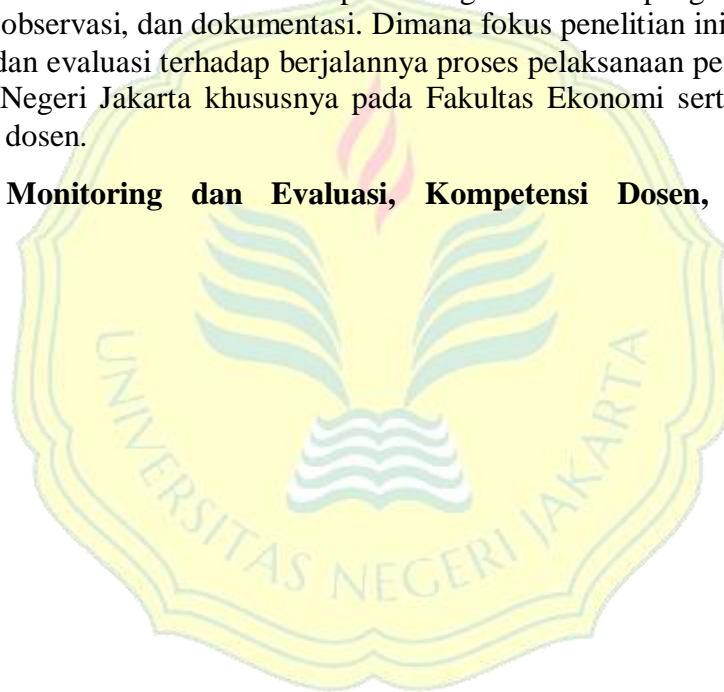 observasi, dan dokumentasi. Dimana fokus penelitian ini
dan evaluasi terhadap berjalannya proses pelaksanaan pe
Negeri Jakarta khususnya pada Fakultas Ekonomi sert
dosen.
Monitoring dan Evaluasi, Kompetensi Dosen,
UNIVERSITAS NEGERI JAKARTA